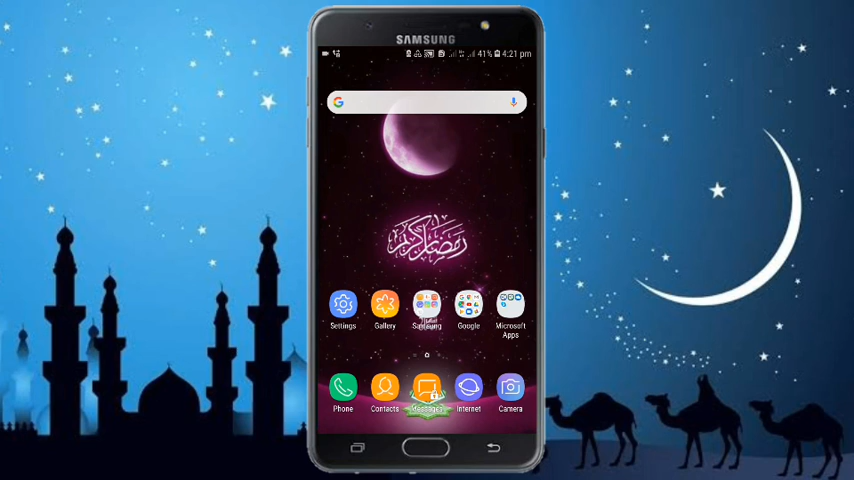 SAMSUNG
41% 4:21 pm
رمضان كريم
Settings Gallery Samsung Google Microsoft Apps
Phone Contacts Messages Internet Camera